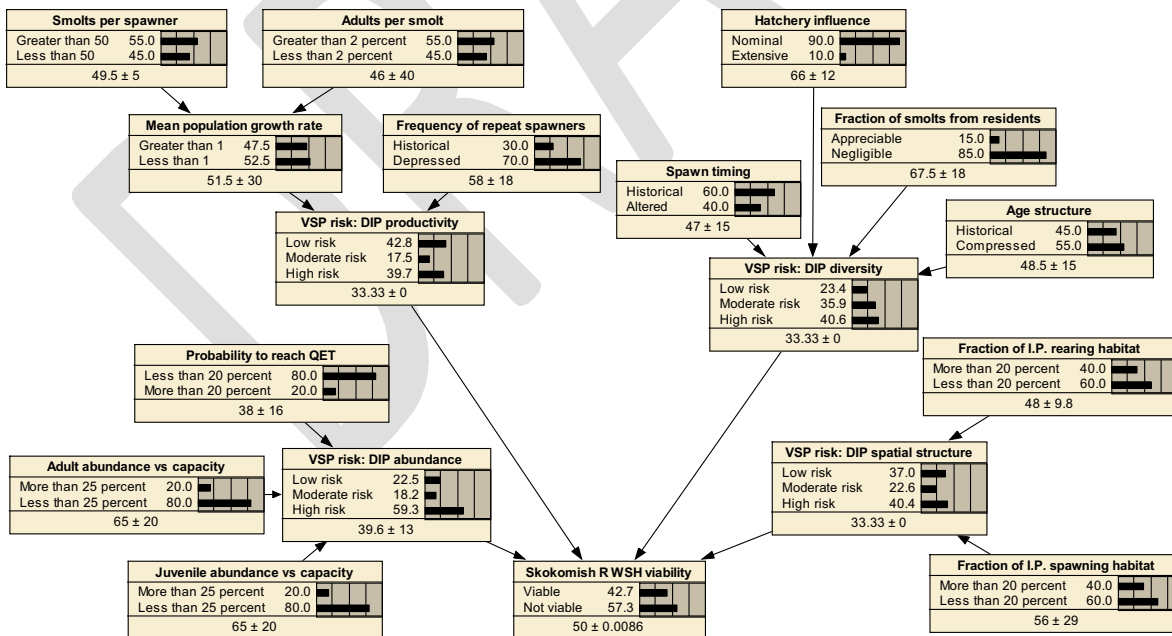 Smolts per spawner
Greater than 50 55.0
Less than 50 45.0
49.5 ± 5
Adults per smolt
Greater than 2 percent 55.0
Less than 2 percent 45.0
46 ± 40
Hatchery influence
Nominal 90.0
Extensive 10.0
66 ± 12
Mean population growth rate
Greater than 1 47.5
Less than 1 52.5
51.5 ± 30
Frequency of repeat spawners
Historical 30.0
Depressed 70.0
58 ± 18
Fraction of smolts from residents
Appreciable 15.0
Negligible 85.0
67.5 ± 18
Spawn timing
Historical 60.0
Altered 40.0
47 ± 15
Age structure
Historical 45.0
Compressed 55.0
48.5 ± 15
VSP risk: DIP productivity
Low risk 42.8
Moderate risk 17.5
High risk 39.7
33.33 ± 0
VSP risk: DIP diversity
Low risk 23.4
Moderate risk 35.9
High risk 40.6
33.33 ± 0
Probability to reach QET
Less than 20 percent 80.0
More than 20 percent 20.0
38 ± 16
Fraction of I.P. rearing habitat
More than 20 percent 40.0
Less than 20 percent 60.0
48 ± 9.8
Adult abundance vs capacity
More than 25 percent 20.0
Less than 25 percent 80.0
65 ± 20
VSP risk: DIP abundance
Low risk 22.5
Moderate risk 18.2
High risk 59.3
39.6 ± 13
VSP risk: DIP spatial structure
Low risk 37.0
Moderate risk 22.6
High risk 40.4
33.33 ± 0
Juvenile abundance vs capacity
More than 25 percent 20.0
Less than 25 percent 80.0
65 ± 20
Skokomish R WSH viability
Viable 42.7
Not viable 57.3
50 ± 0.0086
Fraction of I.P. spawning habitat
More than 20 percent 40.0
Less than 20 percent 60.0
56 ± 29